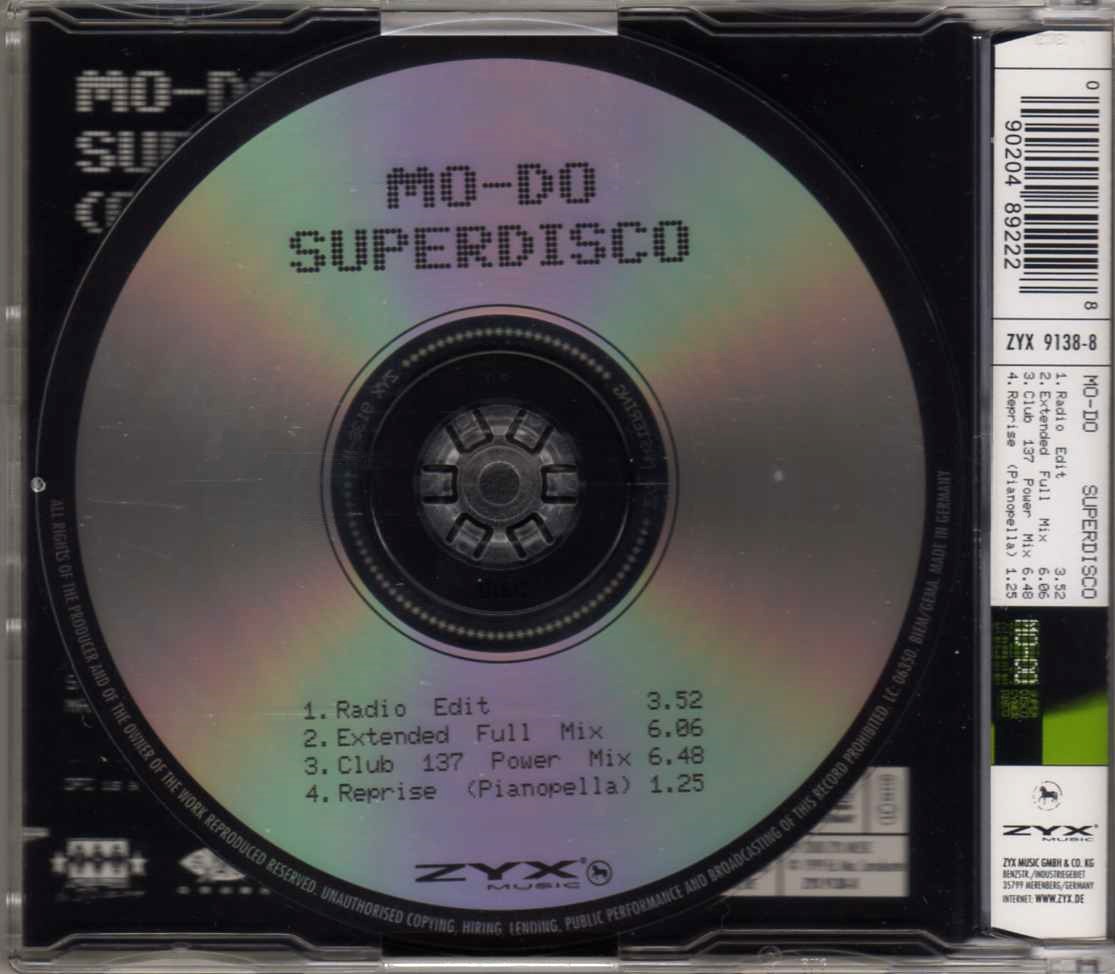 MO-DO
SUPERDISCO
1. Radio Edit 3.52
2. Extended Full Mix 6.06
3. Club 137 Power Mix 6.48
4. Reprise (Pianopella) 1.25
ZYX®
MUSIC
ALL RIGHTS OF THE PRODUCER AND OF THE OWNER OF THE WORK REPRODUCED RESERVED. UNAUTHORISED COPYING, HIRING, LENDING, PUBLIC PERFORMANCE AND BROADCASTING OF THIS RECORD PROHIBITED. LC 06350. BIEM/GEMA. MADE IN GERMANY
MO-D
SUP
0 90204 89222 8
ZYX 9138-8
MO-DO SUPERDISCO
1. Radio Edit 3.52
2. Extended Full Mix 6.06
3. Club 137 Power Mix 6.48
4. Reprise (Pianopella) 1.25
MO-DO
ZYX®
MUSIC
ZYX MUSIC GMBH & CO. KG
BENZSTR./INDUSTRIEGEBIET
35799 MERENBERG/GERMANY
INTERNET: WWW.ZYX.DE